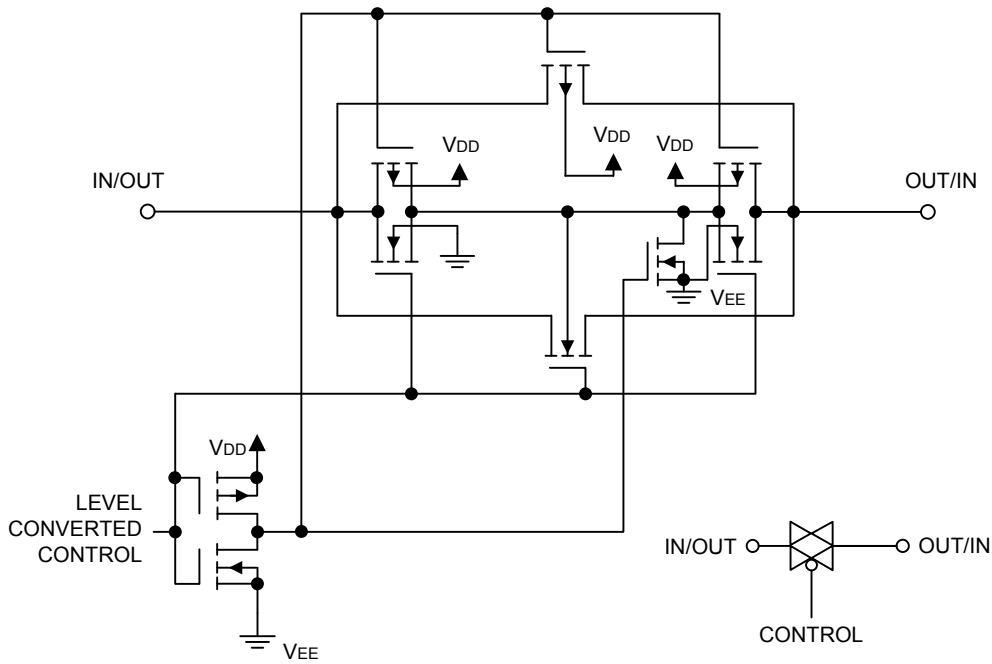 VDD
VDD
VDD
IN/OUT
OUT/IN
VEE
VDD
LEVEL
CONVERTED
CONTROL
IN/OUT
OUT/IN
CONTROL
VEE